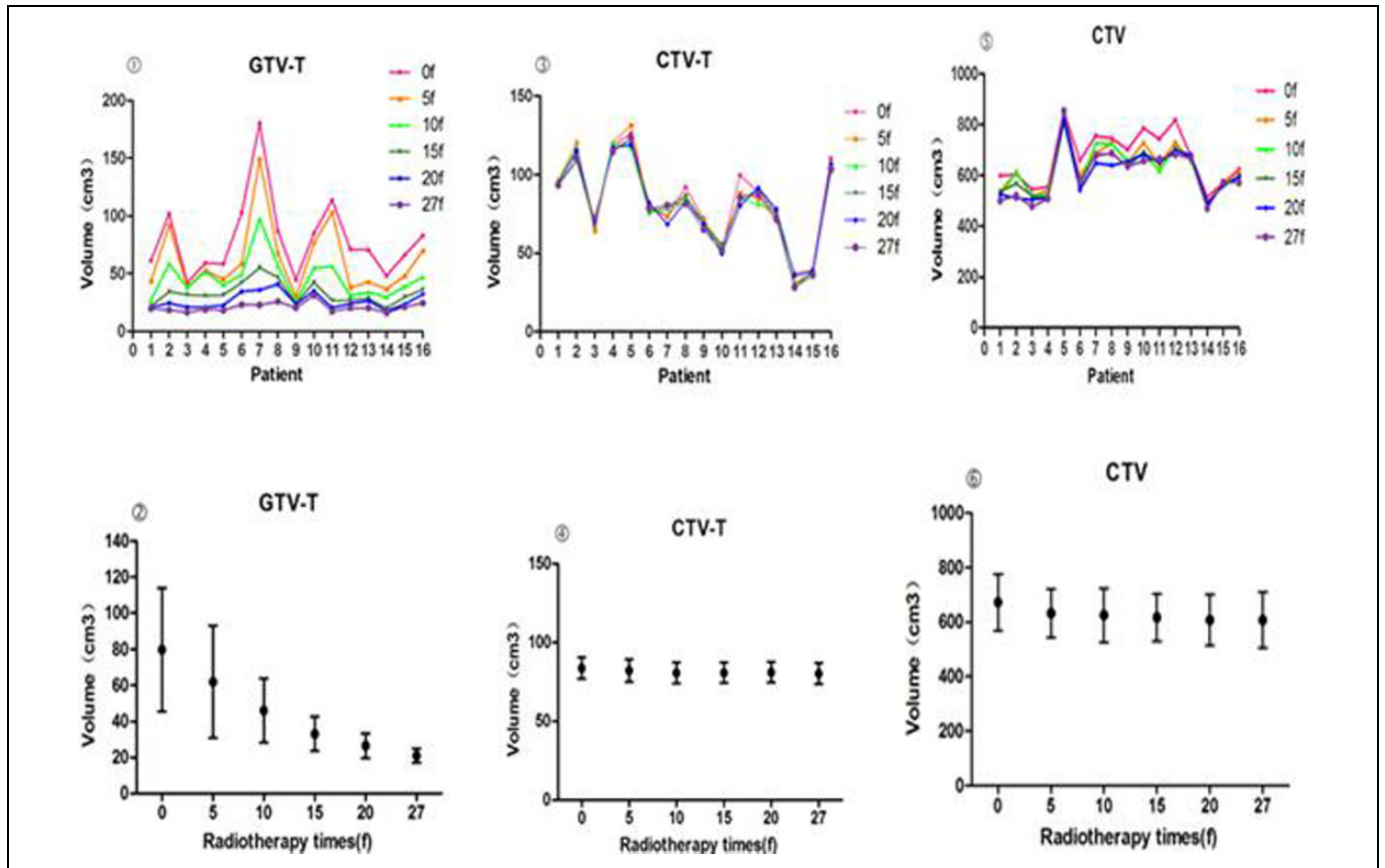 ①
GTV-T
0f
5f
10f
15f
20f
27f
Volume（cm3）
200
150
100
50
0
0 1 2 3 4 5 6 7 8 9 10 11 12 13 14 15 16
Patient
③
CTV-T
0f
5f
10f
15f
20f
27f
Volume（cm3）
150
100
50
0
0 1 2 3 4 5 6 7 8 9 10 11 12 13 14 15 16
Patient
⑤
CTV
0f
5f
10f
15f
20f
27f
Volume（cm3）
1000
800
600
400
200
0
0 1 2 3 4 5 6 7 8 9 10 11 12 13 14 15 16
Patient
②
GTV-T
Volume（cm3）
140
120
100
80
60
40
20
0
0 5 10 15 20 27
Radiotherapy times(f)
④
CTV-T
Volume（cm3）
150
100
50
0
0 5 10 15 20 27
Radiotherapy times(f)
⑥
CTV
Volume（cm3）
1000
800
600
400
200
0
0 5 10 15 20 27
Radiotherapy times(f)